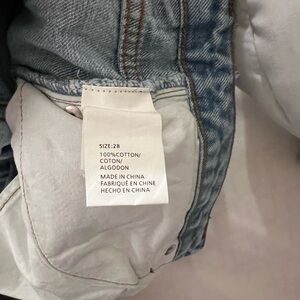 SIZE:28
100%COTTON/
COTON/
ALGODON
MADE IN CHINA
FABRIQUÉ EN CHINE
HECHO EN CHINA